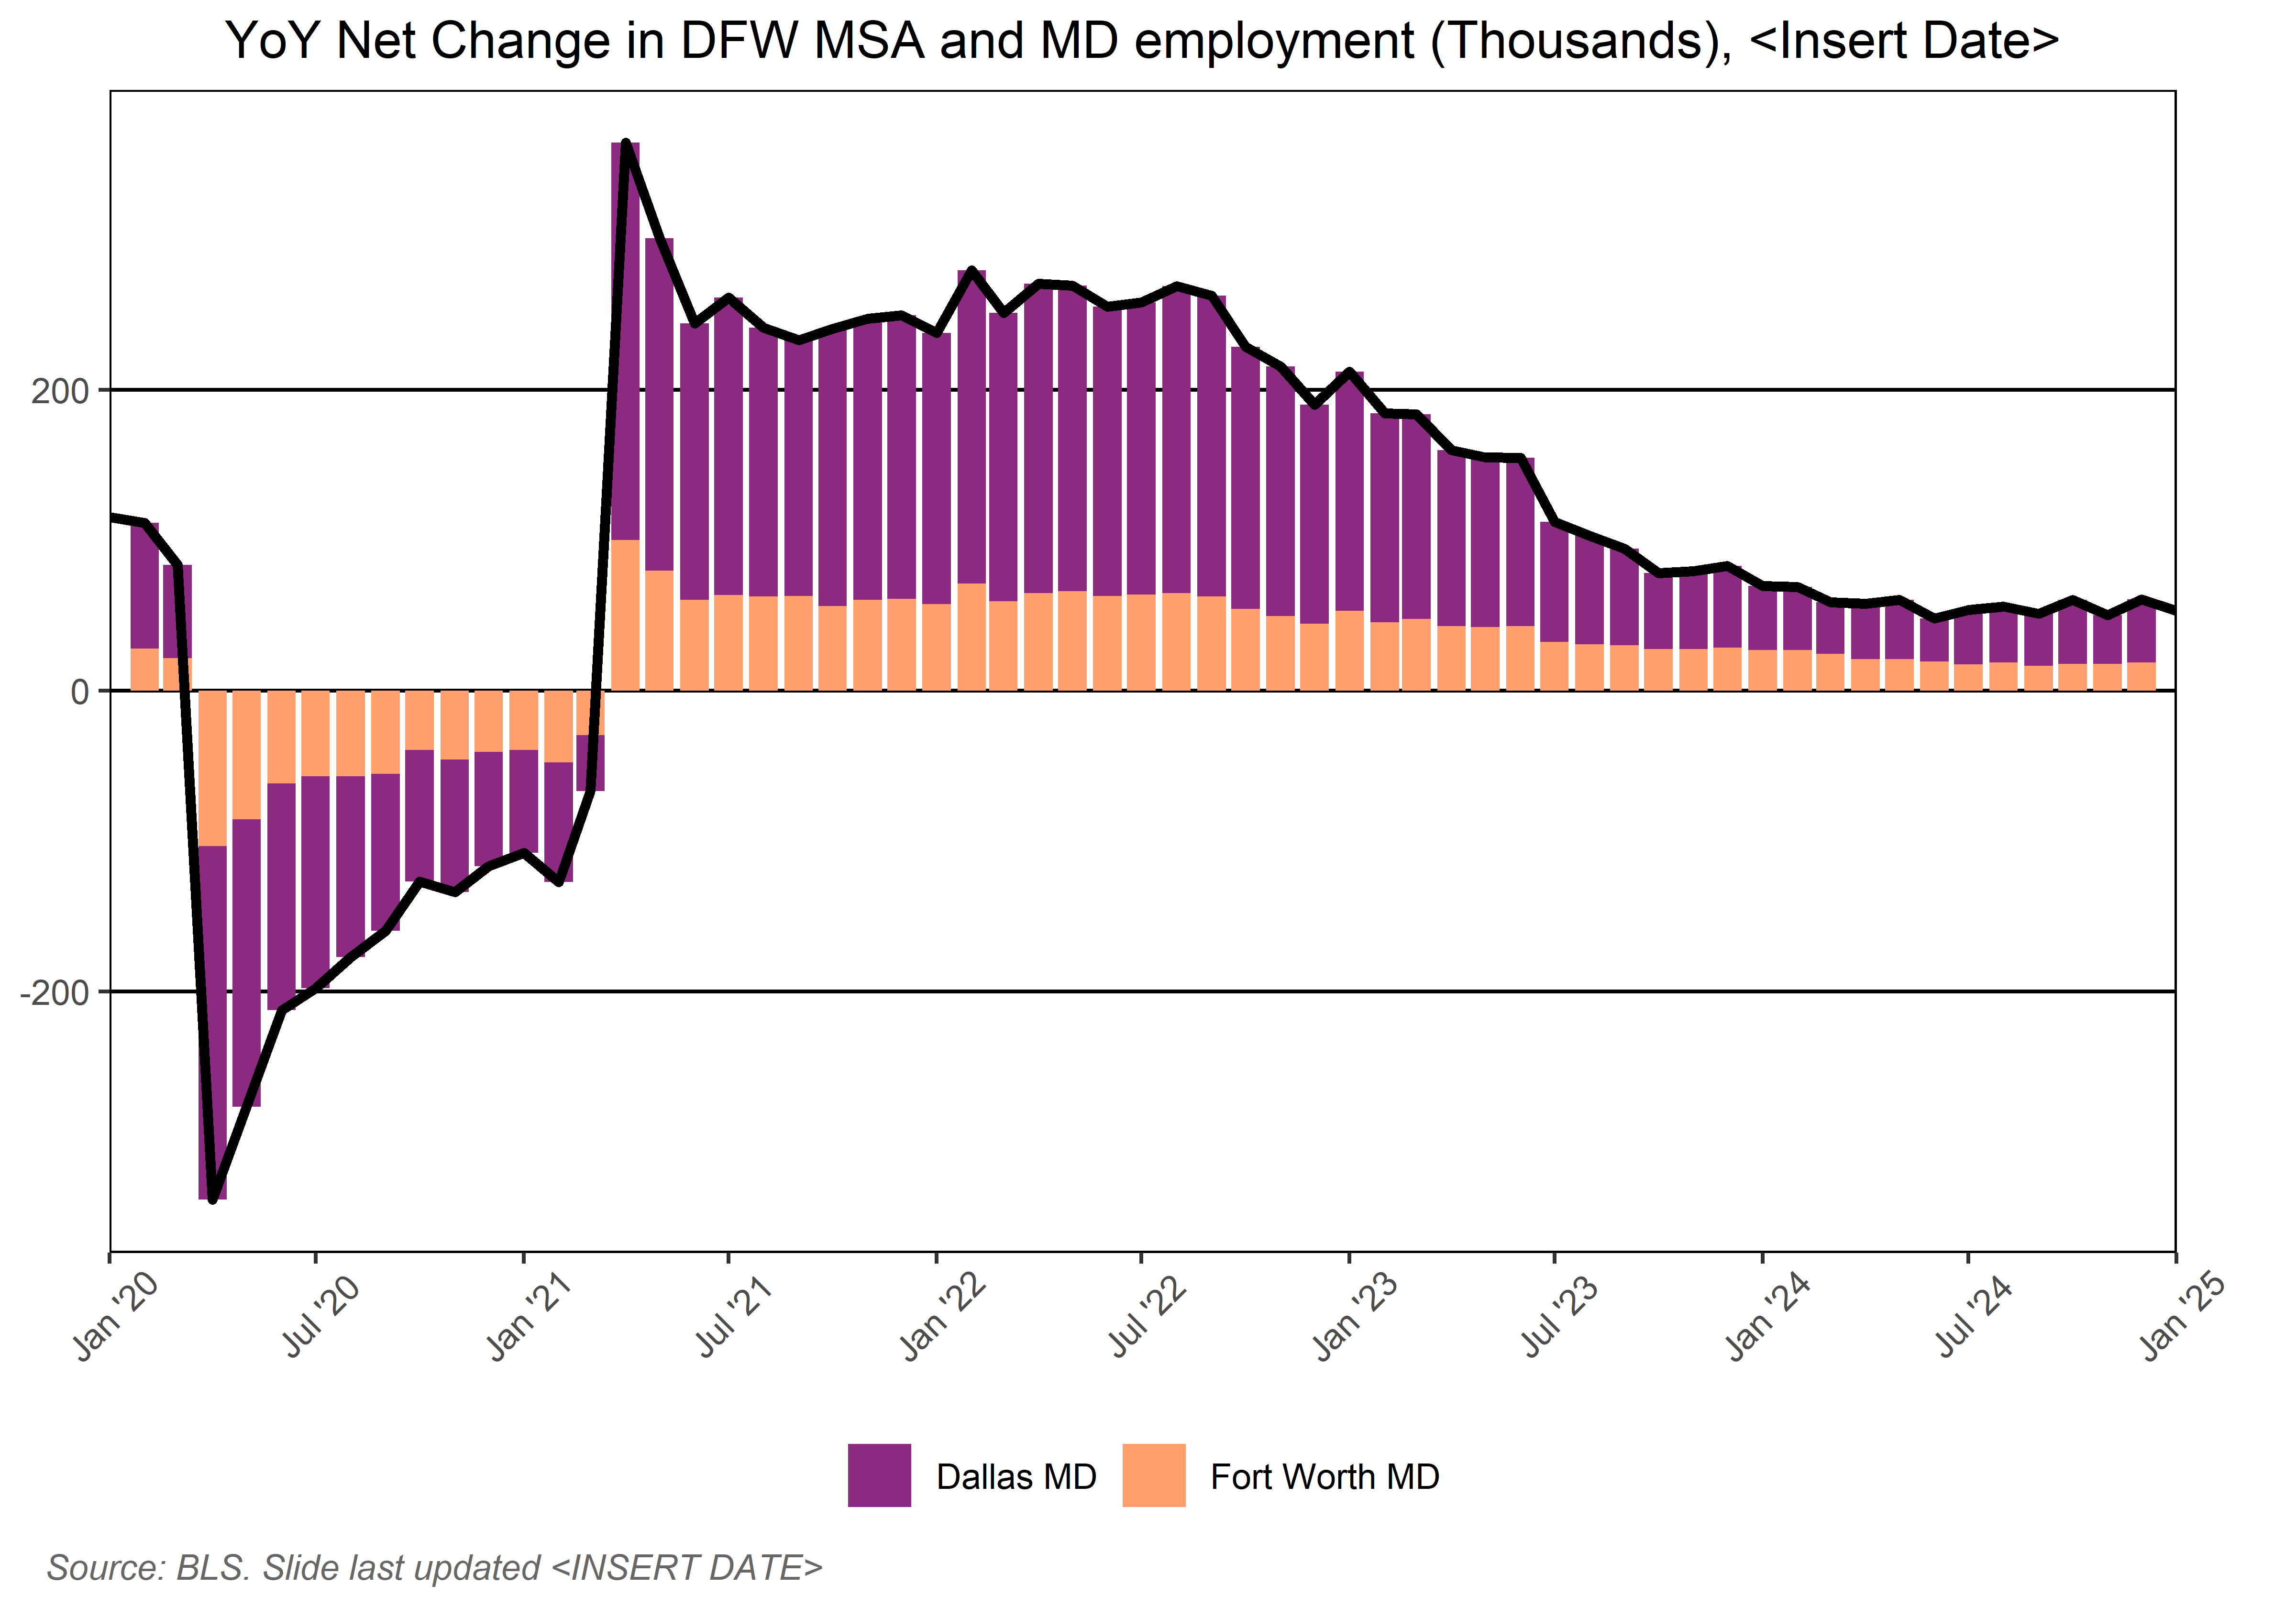 YoY Net Change in DFW MSA and MD employment (Thousands), <Insert Date>
200
0
-200
Jan '20
Jul '20
Jan '21
Jul '21
Jan '22
Jul '22
Jan '23
Jul '23
Jan '24
Jul '24
Jan '25
Dallas MD
Fort Worth MD
Source: BLS. Slide last updated <INSERT DATE>